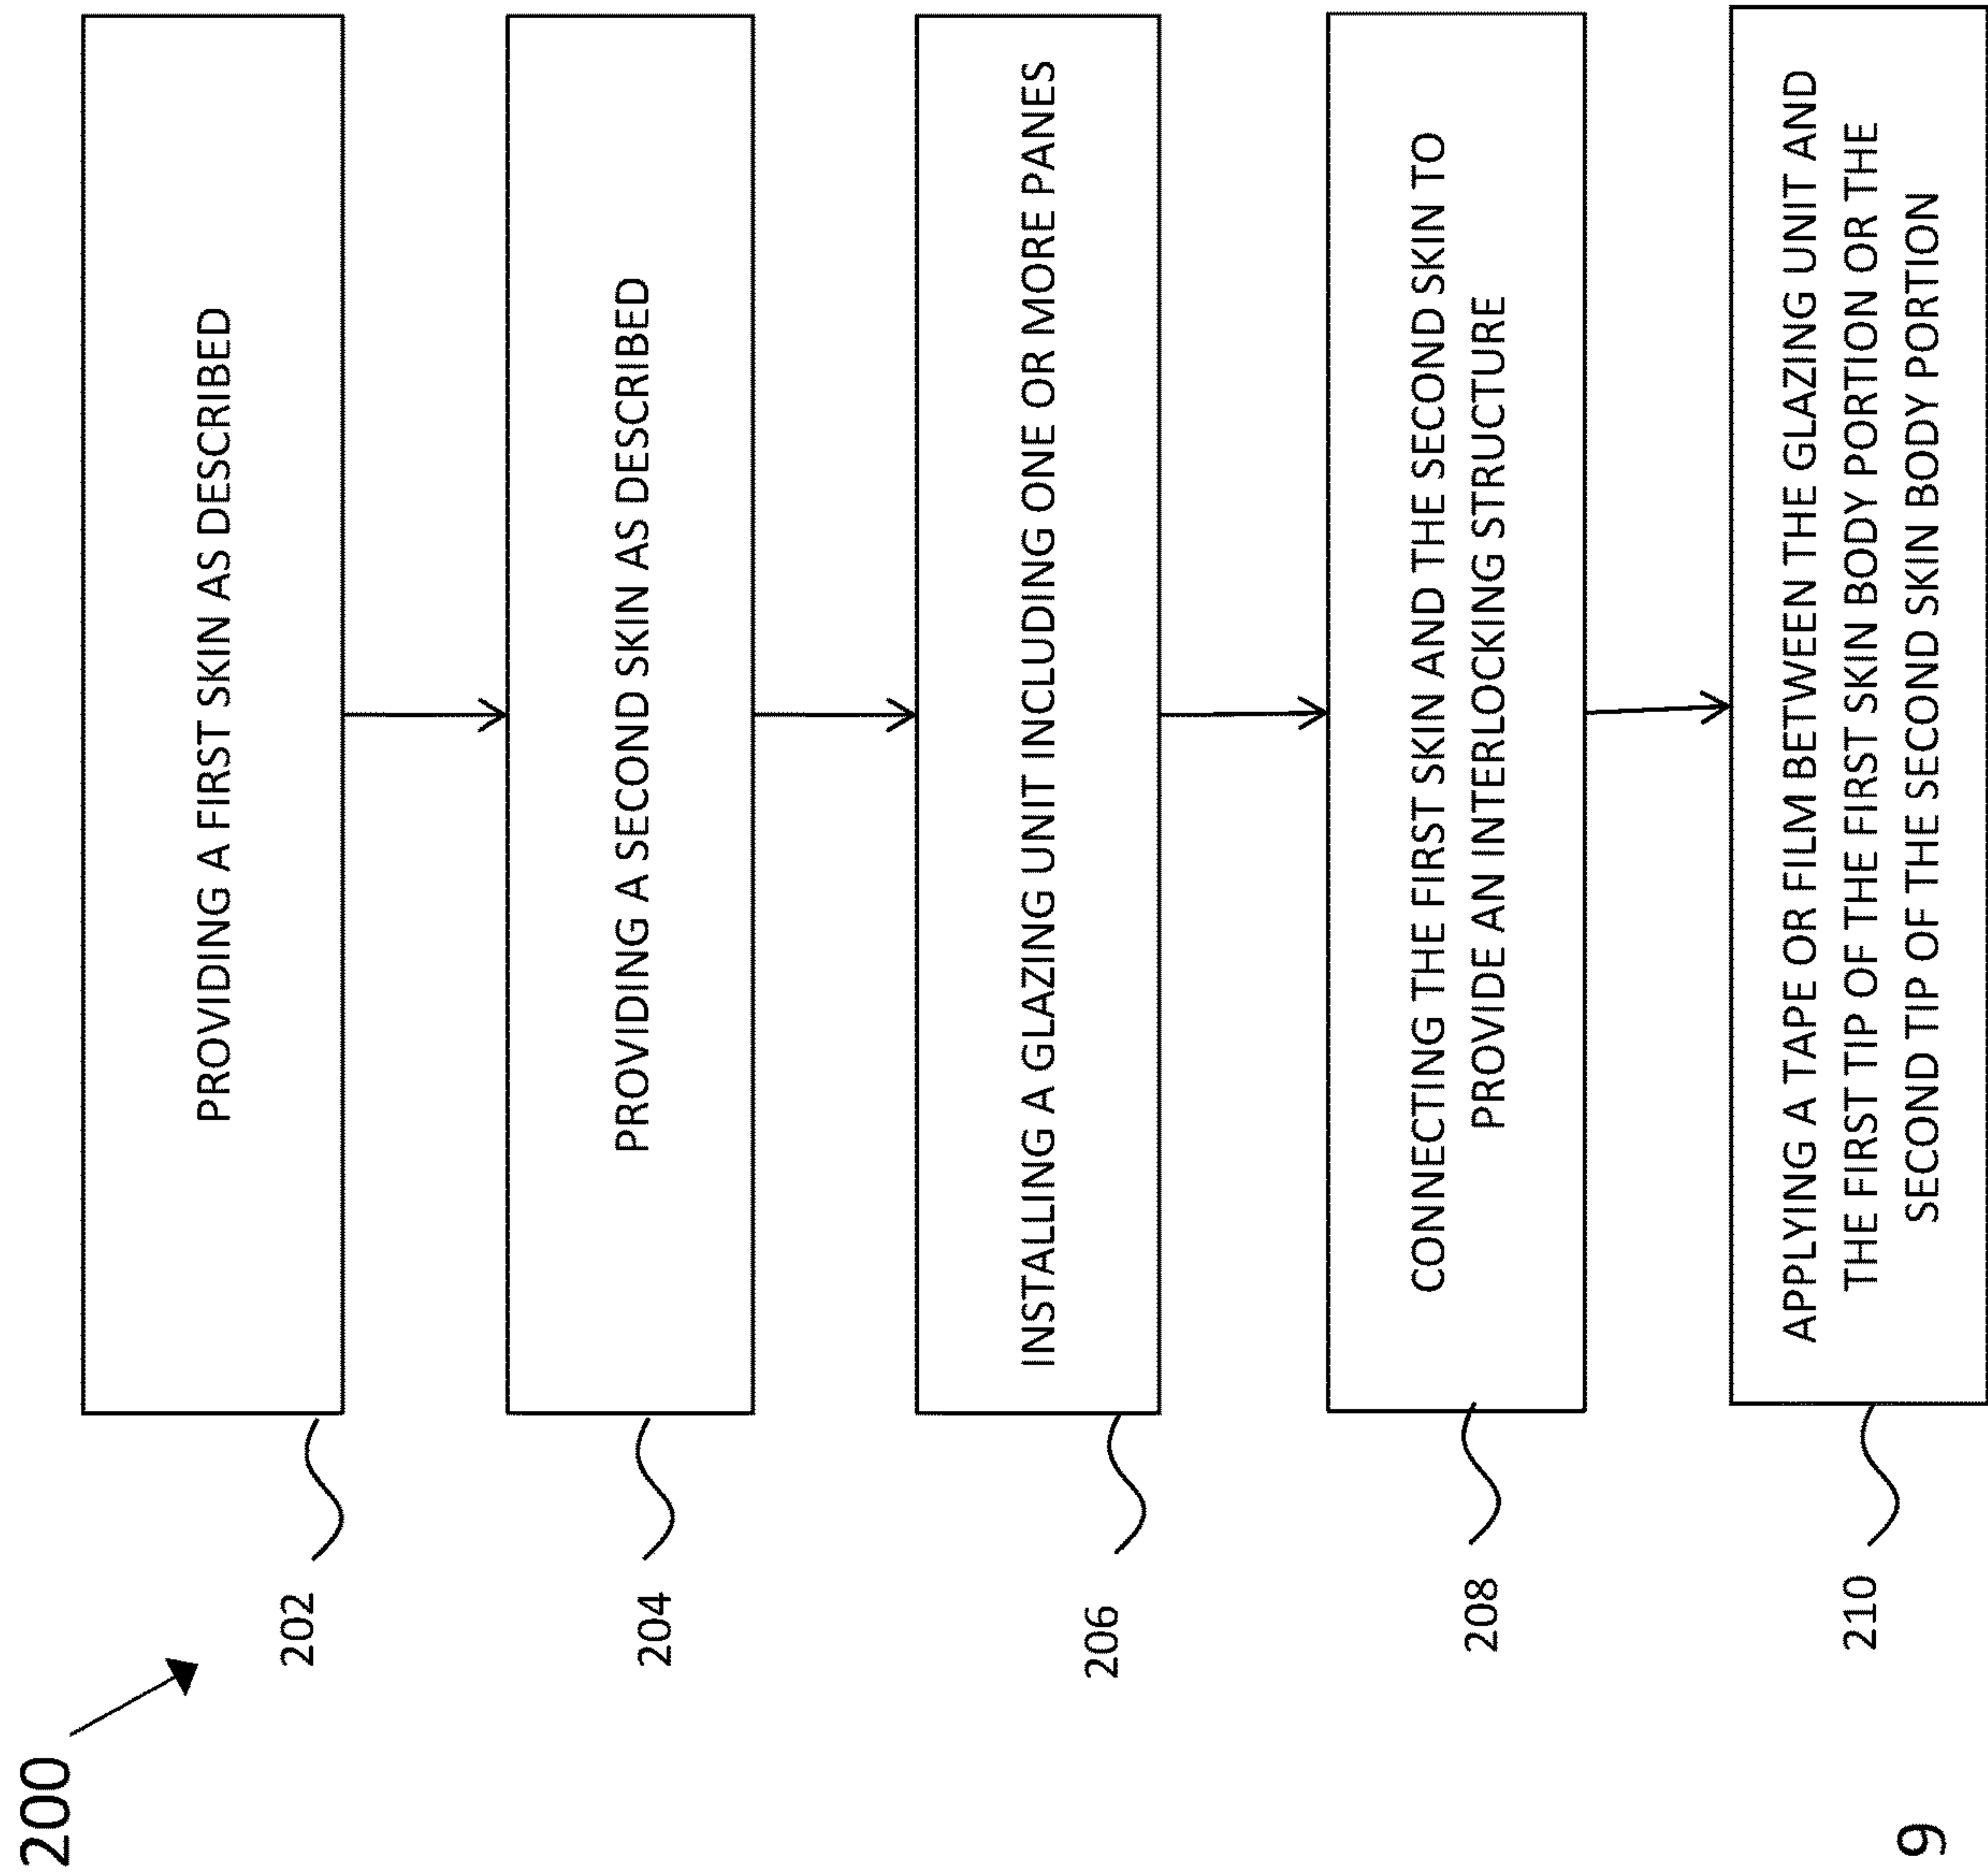 200
202
PROVIDING A FIRST SKIN AS DESCRIBED
204
PROVIDING A SECOND SKIN AS DESCRIBED
206
INSTALLING A GLAZING UNIT INCLUDING ONE OR MORE PANES
208
CONNECTING THE FIRST SKIN AND THE SECOND SKIN TO
PROVIDE AN INTERLOCKING STRUCTURE
210
APPLYING A TAPE OR FILM BETWEEN THE GLAZING UNIT AND
THE FIRST TIP OF THE FIRST SKIN BODY PORTION OR THE
SECOND TIP OF THE SECOND SKIN BODY PORTION
9